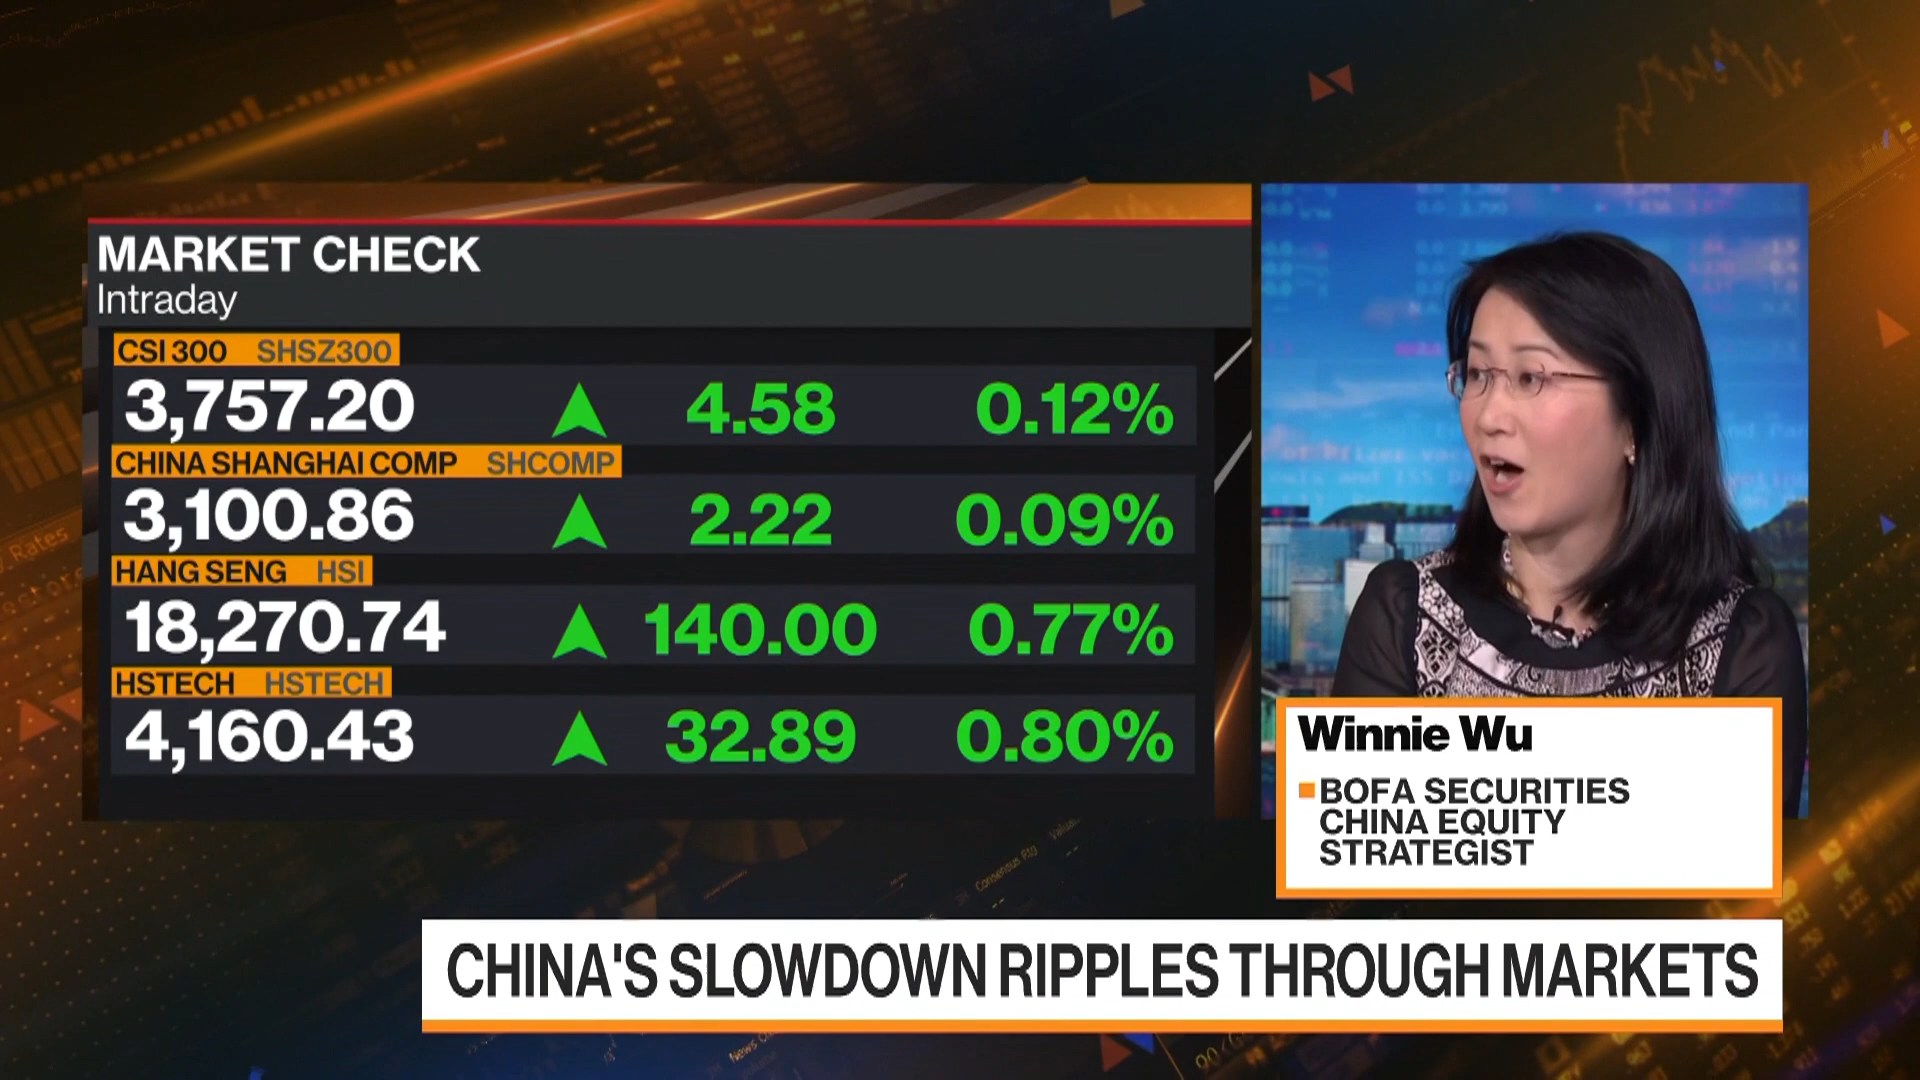 MARKET CHECK
Intraday
CSI 300 SHSZ300
3,757.20 4.58 0.12%
CHINA SHANGHAI COMP SHCOMP
3,100.86 2.22 0.09%
HANG SENG HSI
18,270.74 140.00 0.77%
HSTECH HSTECH
4,160.43 32.89 0.80%
Winnie Wu
BOFA SECURITIES
CHINA EQUITY
STRATEGIST
CHINA'S SLOWDOWN RIPPLES THROUGH MARKETS